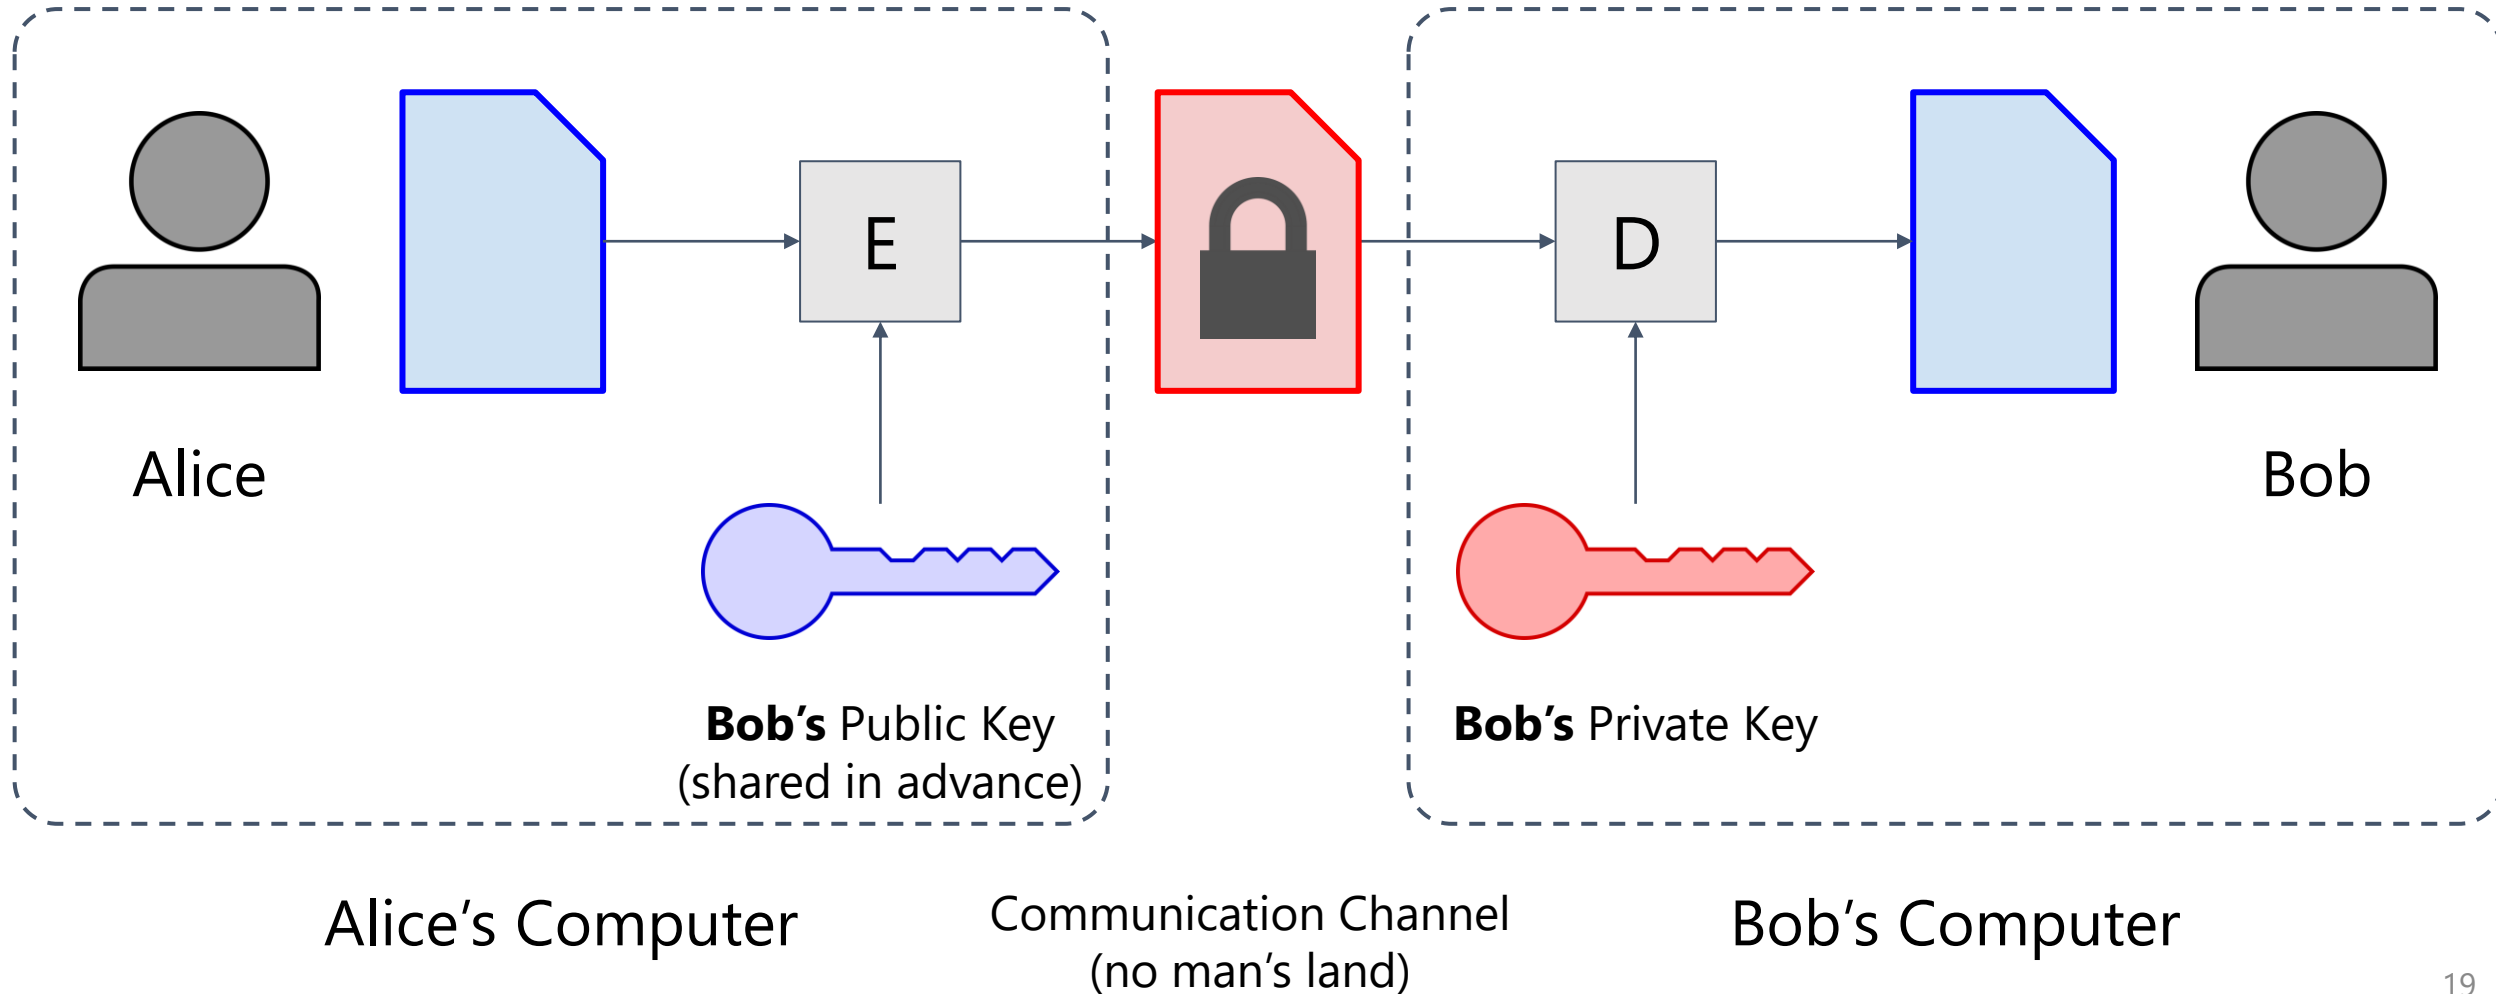 E
D
Alice
Bob
Bob’s Public Key
(shared in advance)
Bob’s Private Key
Alice’s Computer
Communication Channel
(no man’s land)
Bob’s Computer
19